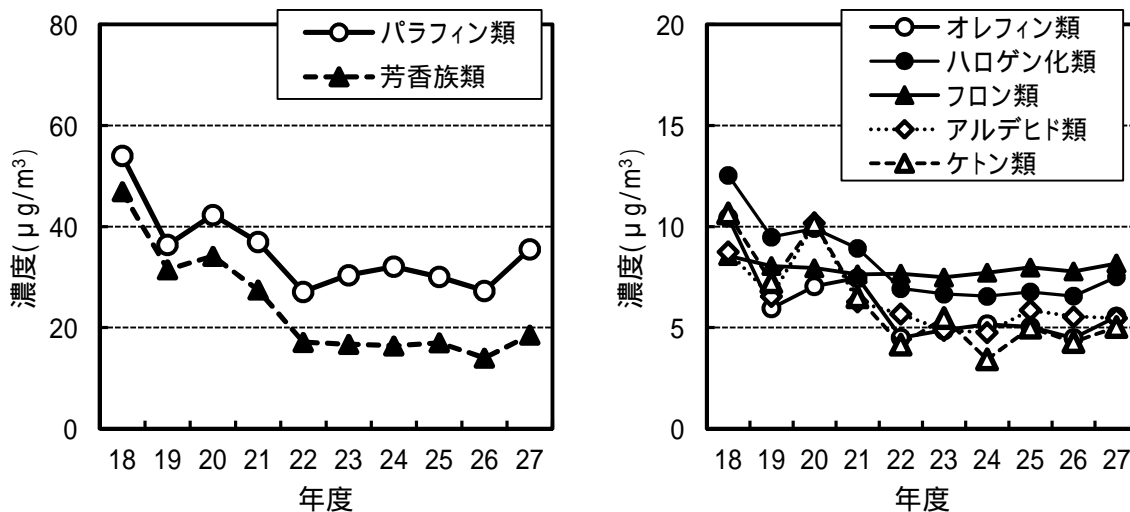 80
60
40
20
0
濃度(μg/m³)
パラフィン類
芳香族類
18 19 20 21 22 23 24 25 26 27
年度
20
15
10
5
0
濃度(μg/m³)
オレフィン類
ハロゲン化類
フロン類
アルデヒド類
ケトン類
18 19 20 21 22 23 24 25 26 27
年度